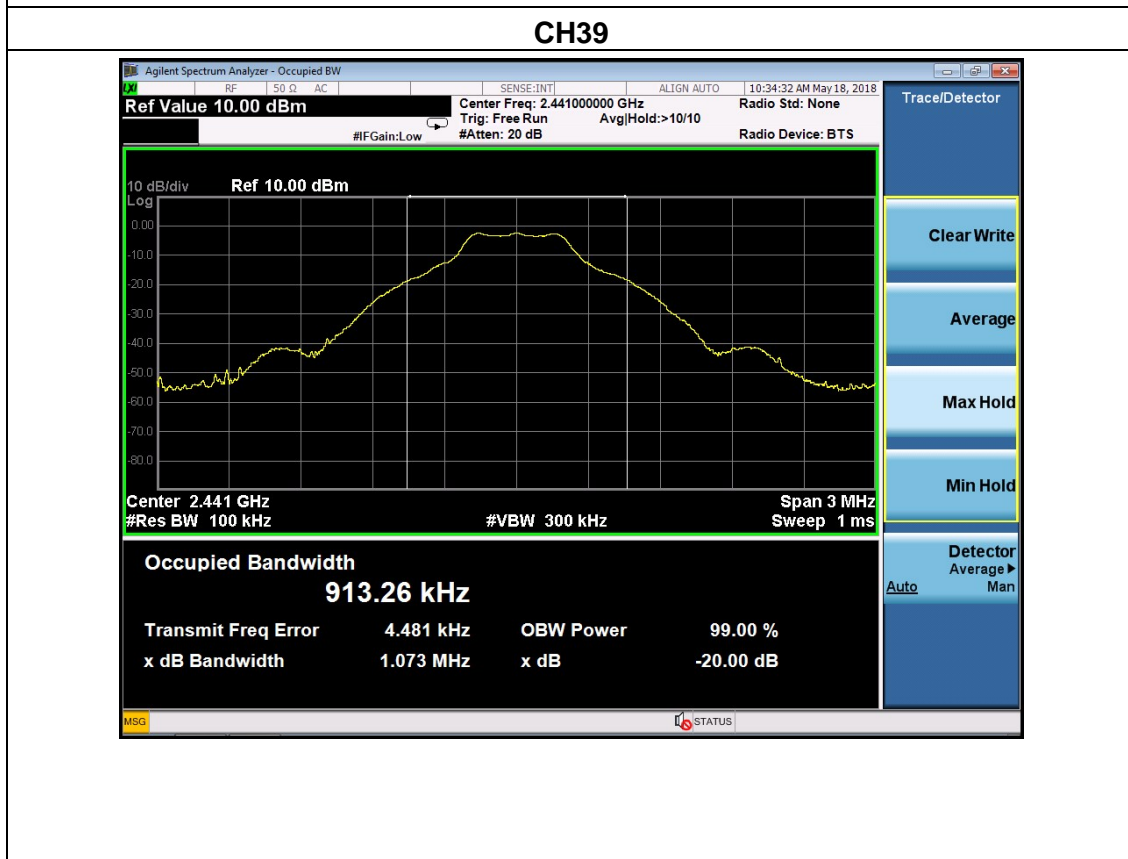 CH39
Agilent Spectrum Analyzer - Occupied BW
LXI RF 50 Ω AC SENSE:INT ALIGN AUTO 10:34:32 AM May 18, 2018
Ref Value 10.00 dBm
Center Freq: 2.441000000 GHz Radio Std: None
Trig: Free Run Avg|Hold:>10/10
#IFGain:Low #Atten: 20 dB Radio Device: BTS
10 dB/div Ref 10.00 dBm
Log
0.00
-10.0
-20.0
-30.0
-40.0
-50.0
-60.0
-70.0
-80.0
Center 2.441 GHz Span 3 MHz
#Res BW 100 kHz #VBW 300 kHz Sweep 1 ms
Occupied Bandwidth
913.26 kHz
Transmit Freq Error 4.481 kHz OBW Power 99.00 %
x dB Bandwidth 1.073 MHz x dB -20.00 dB
MSG STATUS
Trace/Detector
Clear Write
Average
Max Hold
Min Hold
Detector
Average
Auto Man